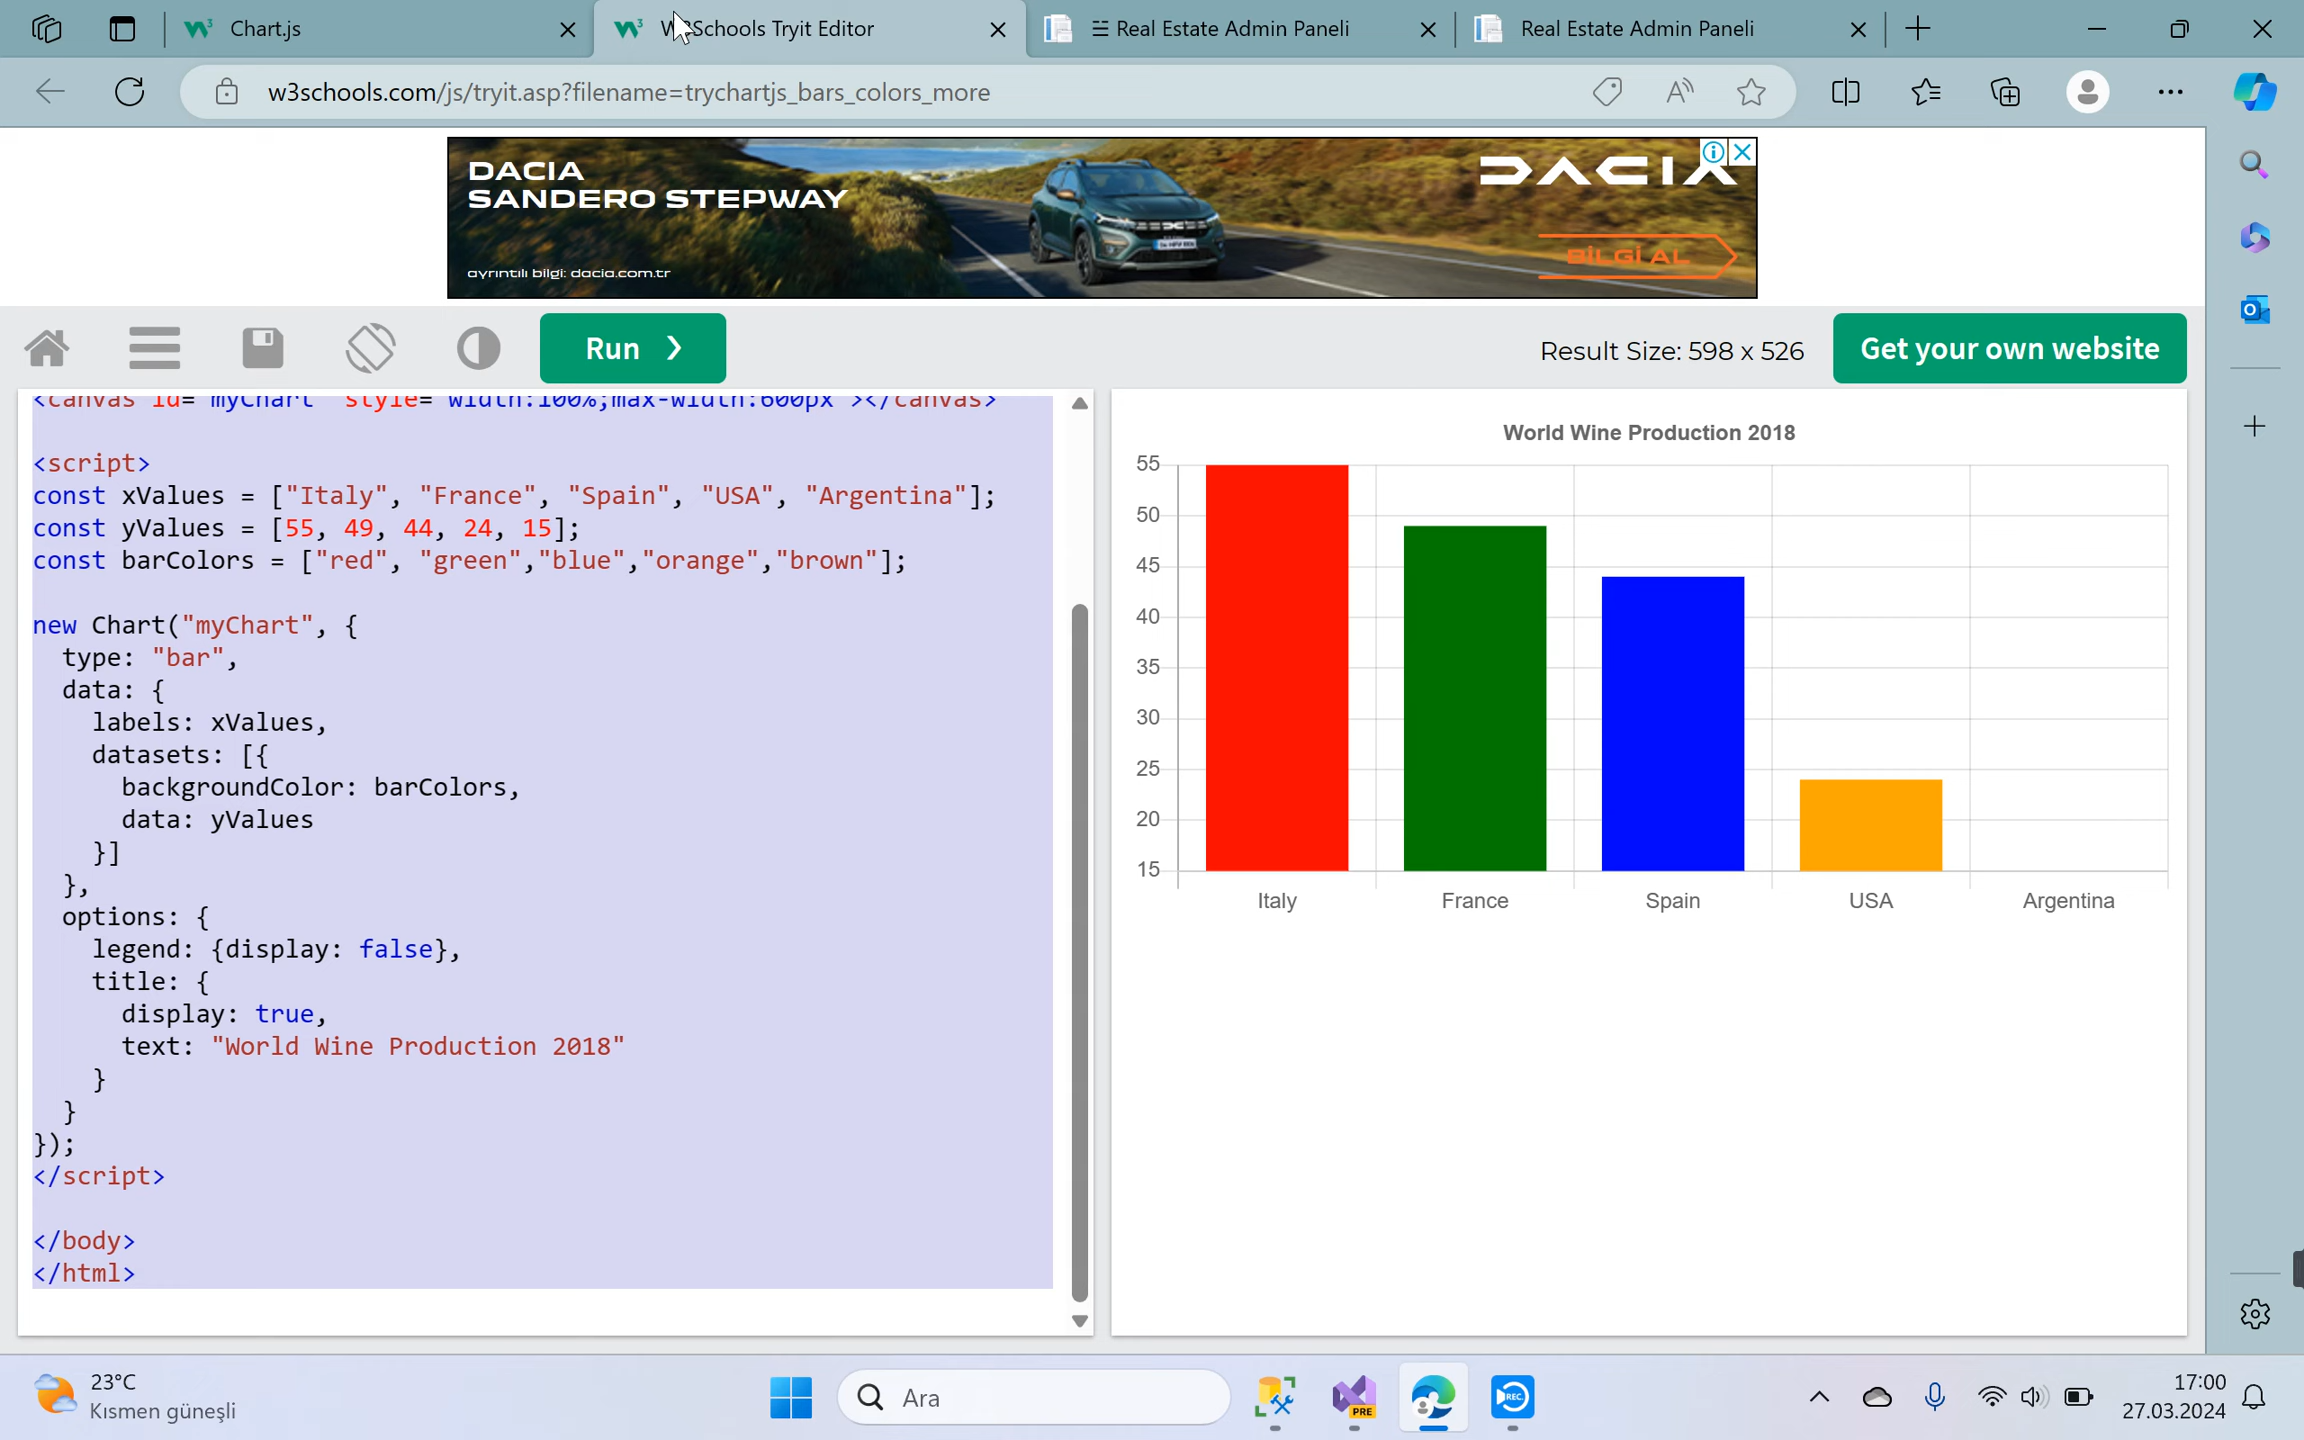 Chart.js
W3Schools Tryit Editor
☱ Real Estate Admin Paneli
Real Estate Admin Paneli
w3schools.com/js/tryit.asp?filename=trychartjs_bars_colors_more
DACIA
SANDERO STEPWAY
ayrıntılı bilgi: dacia.com.tr
DACIA
BİLGİ AL
Run ❯
Result Size: 598 x 526
Get your own website
<canvas id="myChart" style="width:100%;max-width:600px"></canvas>
<script>
const xValues = ["Italy", "France", "Spain", "USA", "Argentina"];
const yValues = [55, 49, 44, 24, 15];
const barColors = ["red", "green","blue","orange","brown"];
new Chart("myChart", {
type: "bar",
data: {
labels: xValues,
datasets: [{
backgroundColor: barColors,
data: yValues
}]
},
options: {
legend: {display: false},
title: {
display: true,
text: "World Wine Production 2018"
}
}
});
</script>
</body>
</html>
World Wine Production 2018
55
50
45
40
35
30
25
20
15
Italy France Spain USA Argentina
23°C
Kısmen güneşli
Ara
PRE
REC
17:00
27.03.2024